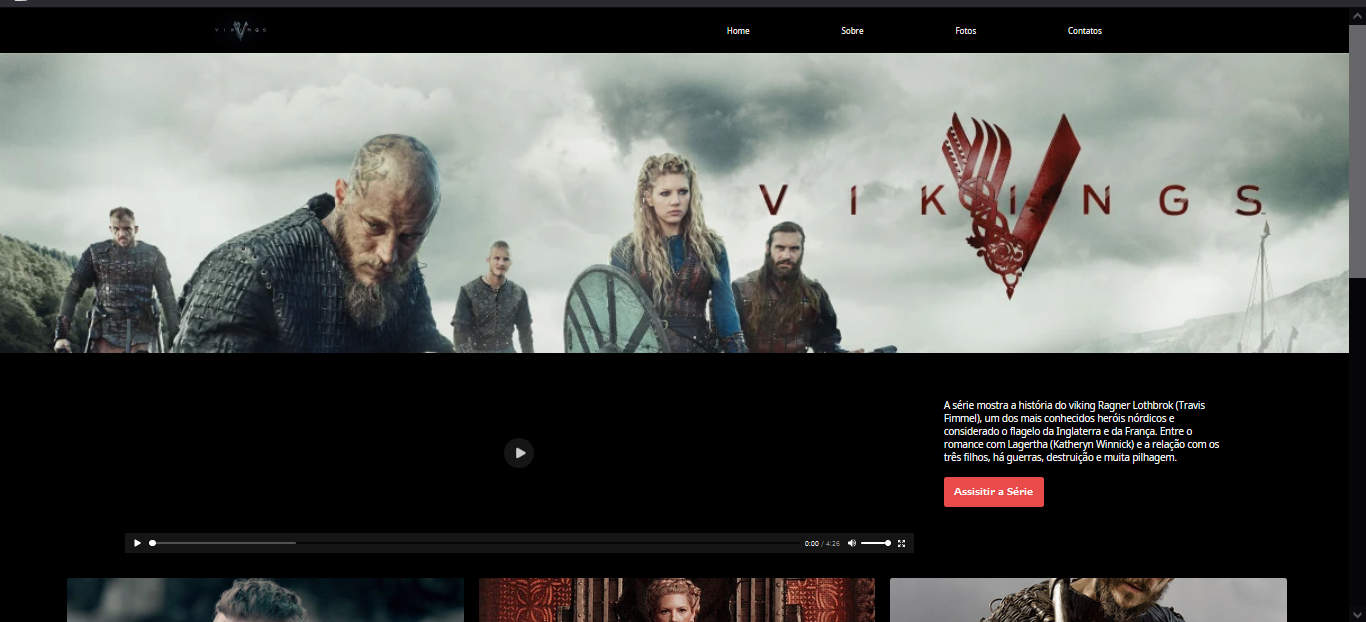 VIKINGS
Home
Sobre
Fotos
Contatos
VIKINGS
A série mostra a história do viking Ragner Lothbrok (Travis
Fimmel), um dos mais conhecidos heróis nórdicos e
considerado o flagelo da Inglaterra e da França. Entre o
romance com Lagertha (Katheryn Winnick) e a relação com os
três filhos, há guerras, destruição e muita pilhagem.
Assisitir a Série
0:00 / 4:26